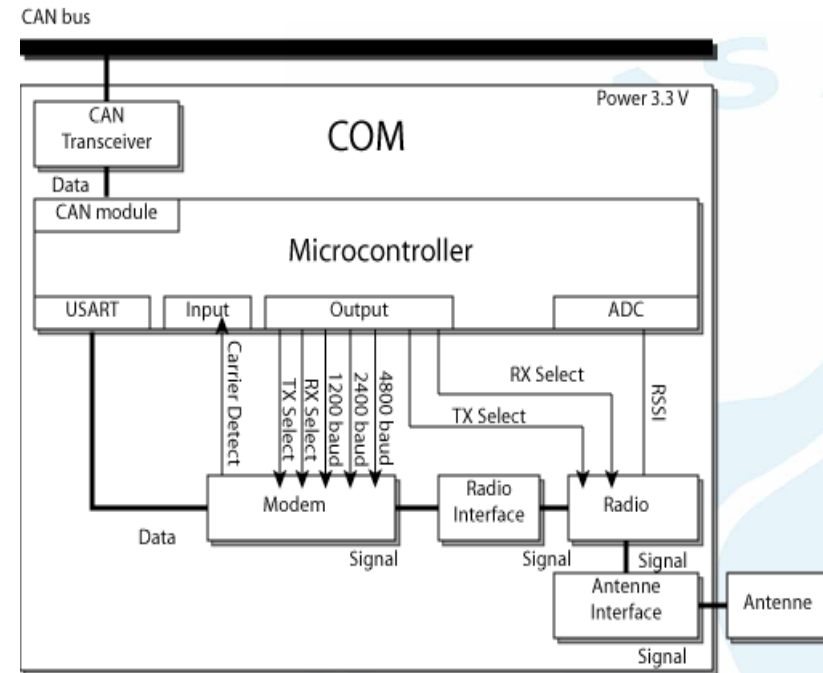 CAN bus
Power 3.3 V
CAN
Transceiver
COM
Data
CAN module
Microcontroller
USART
Input
Output
ADC
Carrier Detect
TX Select
RX Select
1200 baud
2400 baud
4800 baud
RX Select
TX Select
RSSI
Modem
Radio
Interface
Radio
Data
Signal
Signal
Signal
Antenne
Interface
Antenne
Signal